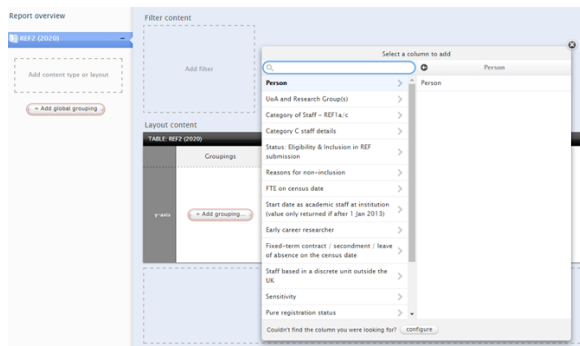 Report overview
REF2 (2020)
Add content type or layout
+ Add global grouping
Filter content
Add filter
Layout content
TABLE: REF2 (2020)
Groupings
y-axis
+ Add grouping...
Select a column to add
Person
UoA and Research Group(s)
Category of Staff - REF1a/c
Category C staff details
Status: Eligibility & Inclusion in REF
submission
Reasons for non-inclusion
FTE on census date
Start date as academic staff at institution
(value only returned if after 1 Jan 2013)
Early career researcher
Fixed-term contract / secondment / leave
of absence on the census date
Staff based in a discrete unit outside the
UK
Sensitivity
Pure registration status
Person
Person
Couldn't find the column you were looking for? configure